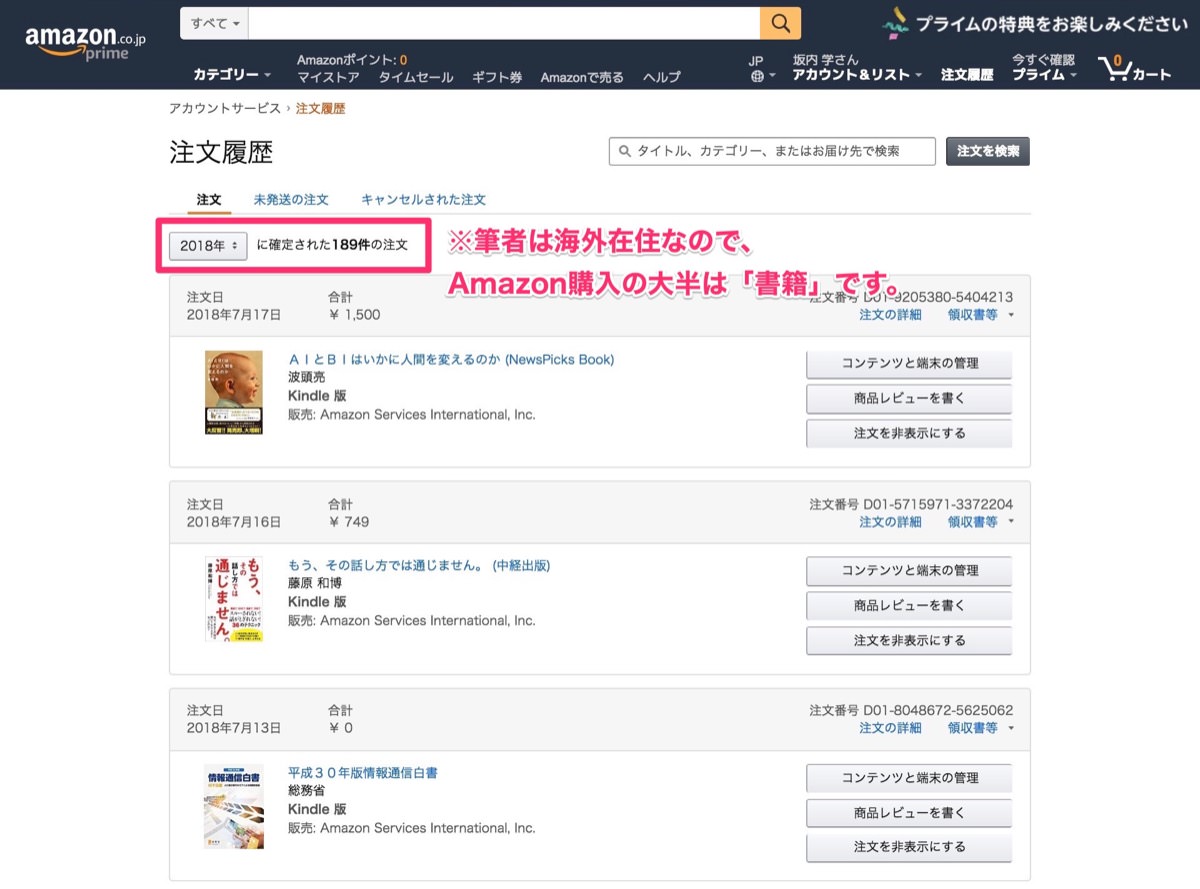 amazon.co.jp
prime
すべて
プライムの特典をお楽しみください
カテゴリー
Amazonポイント: 0
マイストア タイムセール ギフト券 Amazonで売る ヘルプ
JP
坂内 学さん
アカウント&リスト
注文履歴
今すぐ確認
プライム
0
カート
アカウントサービス › 注文履歴
注文履歴
タイトル、カテゴリー、またはお届け先で検索
注文を検索
注文 未発送の注文 キャンセルされた注文
2018年 に確定された189件の注文
※筆者は海外在住なので、
Amazon購入の大半は「書籍」です。
注文日 合計 注文番号 D01-9205380-5404213
2018年7月17日 ¥ 1,500 注文の詳細 領収書等
AIとBIはいかに人間を変えるのか (NewsPicks Book)
波頭亮
Kindle 版
販売: Amazon Services International, Inc.
コンテンツと端末の管理
商品レビューを書く
注文を非表示にする
注文日 合計 注文番号 D01-5715971-3372204
2018年7月16日 ¥ 749 注文の詳細 領収書等
もう、
その
話し方では
通じません。
もう、その話し方では通じません。 (中経出版)
藤原 和博
Kindle 版
販売: Amazon Services International, Inc.
コンテンツと端末の管理
商品レビューを書く
注文を非表示にする
注文日 合計 注文番号 D01-8048672-5625062
2018年7月13日 ¥ 0 注文の詳細 領収書等
情報通信白書
平成30年版情報通信白書
総務省
Kindle 版
販売: Amazon Services International, Inc.
コンテンツと端末の管理
商品レビューを書く
注文を非表示にする